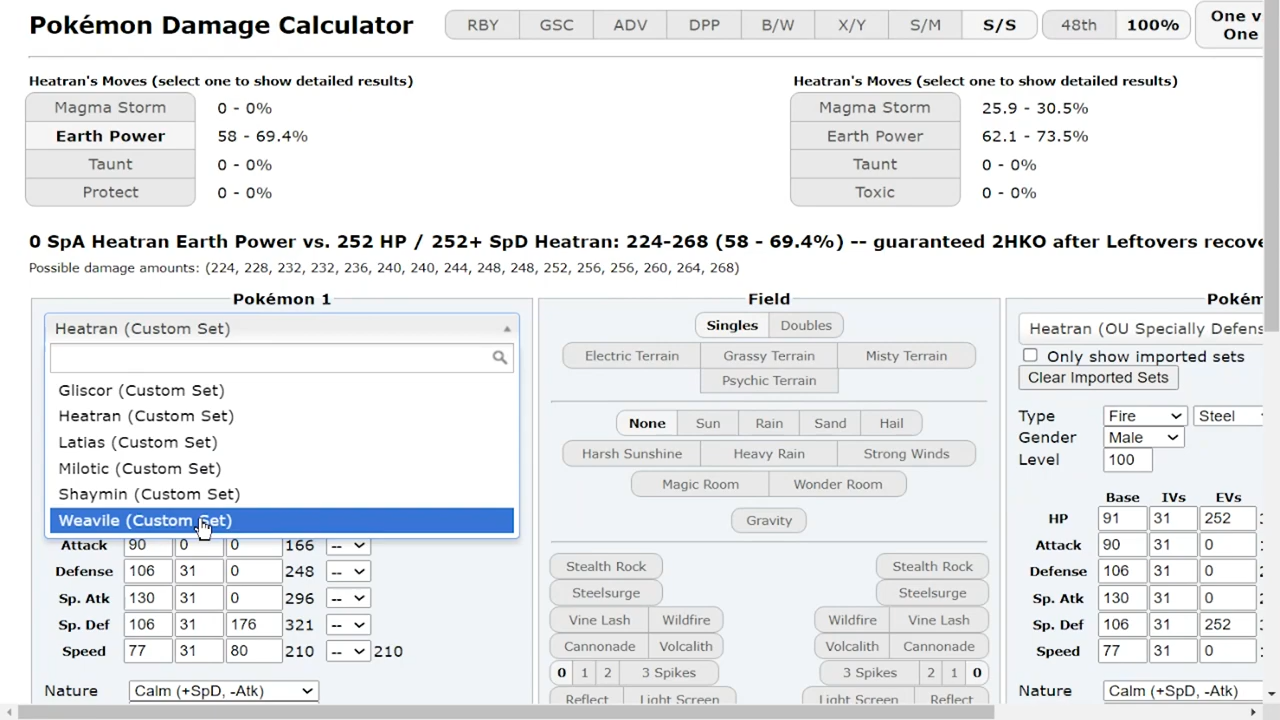 Pokémon Damage Calculator
RBY GSC ADV DPP B/W X/Y S/M S/S 48th 100% One v
One
Heatran's Moves (select one to show detailed results)
Magma Storm 0 - 0%
Earth Power 58 - 69.4%
Taunt 0 - 0%
Protect 0 - 0%
Heatran's Moves (select one to show detailed results)
Magma Storm 25.9 - 30.5%
Earth Power 62.1 - 73.5%
Taunt 0 - 0%
Toxic 0 - 0%
0 SpA Heatran Earth Power vs. 252 HP / 252+ SpD Heatran: 224-268 (58 - 69.4%) -- guaranteed 2HKO after Leftovers recove
Possible damage amounts: (224, 228, 232, 232, 236, 240, 240, 244, 248, 248, 252, 256, 256, 260, 264, 268)
Pokémon 1
Heatran (Custom Set)
Gliscor (Custom Set)
Heatran (Custom Set)
Latias (Custom Set)
Milotic (Custom Set)
Shaymin (Custom Set)
Weavile (Custom Set)
Attack 90 0 0 166 --
Defense 106 31 0 248 --
Sp. Atk 130 31 0 296 --
Sp. Def 106 31 176 321 --
Speed 77 31 80 210 -- 210
Nature Calm (+SpD, -Atk)
Field
Singles Doubles
Electric Terrain Grassy Terrain Misty Terrain
Psychic Terrain
None Sun Rain Sand Hail
Harsh Sunshine Heavy Rain Strong Winds
Magic Room Wonder Room
Gravity
Stealth Rock Stealth Rock
Steelsurge Steelsurge
Vine Lash Wildfire Wildfire Vine Lash
Cannonade Volcalith Volcalith Cannonade
0 1 2 3 Spikes 3 Spikes 2 1 0
Reflect Light Screen Light Screen Reflect
Pokém
Heatran (OU Specially Defens
Only show imported sets
Clear Imported Sets
Type Fire Steel
Gender Male
Level 100
Base IVs EVs
HP 91 31 252
Attack 90 31 0
Defense 106 31 0
Sp. Atk 130 31 0
Sp. Def 106 31 252
Speed 77 31 0
Nature Calm (+SpD, -Atk)